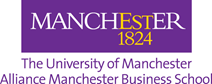 MANCHESTER
1824
The University of Manchester
Alliance Manchester Business School